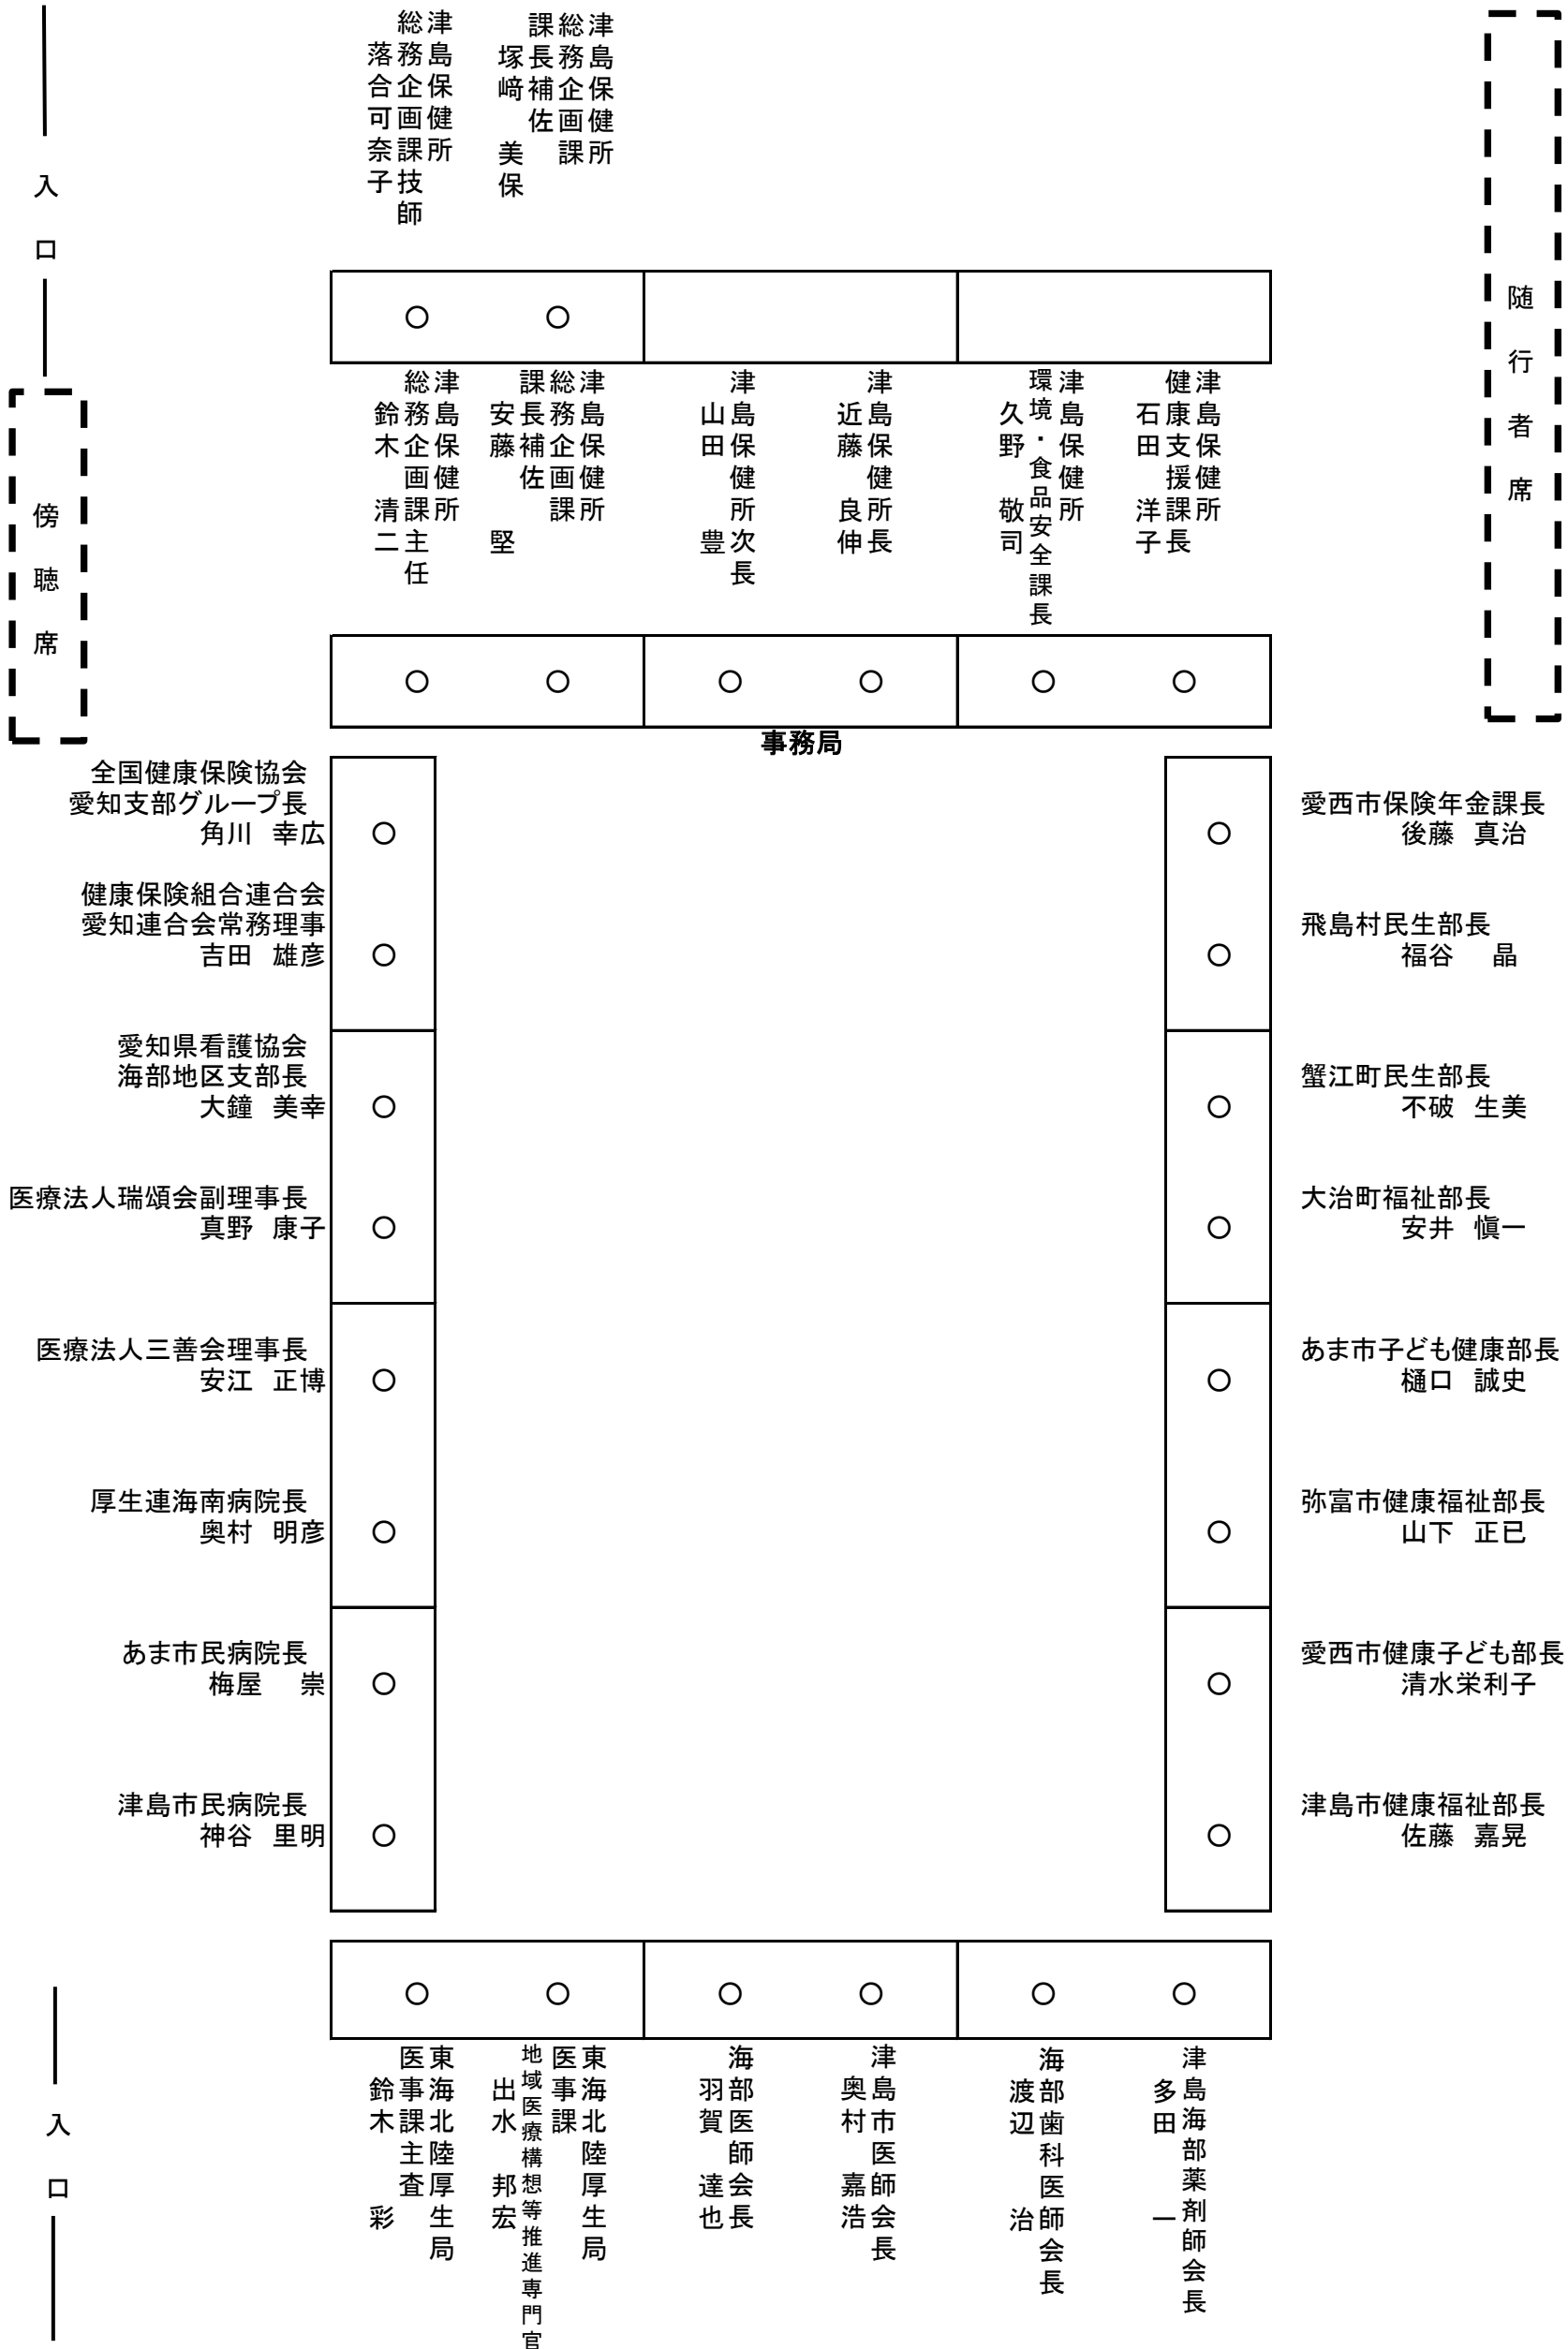 津島保健所
総務企画課
課長補佐
塚﨑 美保
津島保健所
総務企画課技師
落合可奈子
入 口
随 行 者 席
津島保健所
健康支援課長
石田 洋子
津島保健所
環境・食品安全課長
久野 敬司
津島保健所長
近藤 良伸
津島保健所次長
山田 豊
津島保健所
総務企画課
課長補佐
安藤 堅
津島保健所
総務企画課主任
鈴木 清二
傍 聴 席
事務局
全国健康保険協会
愛知支部グループ長
角川 幸広
健康保険組合連合会
愛知連合会常務理事
吉田 雄彦
愛知県看護協会
海部地区支部長
大鐘 美幸
医療法人瑞頌会副理事長
真野 康子
医療法人三善会理事長
安江 正博
厚生連海南病院長
奥村 明彦
あま市民病院長
梅屋 崇
津島市民病院長
神谷 里明
愛西市保険年金課長
後藤 真治
飛島村民生部長
福谷 晶
蟹江町民生部長
不破 生美
大治町福祉部長
安井 愼一
あま市子ども健康部長
樋口 誠史
弥富市健康福祉部長
山下 正已
愛西市健康子ども部長
清水栄利子
津島市健康福祉部長
佐藤 嘉晃
津島海部薬剤師会長
多田 一
海部歯科医師会長
渡辺 治
津島市医師会長
奥村 嘉浩
海部医師会長
羽賀 達也
東海北陸厚生局
医事課
地域医療構想等推進専門官
出水 邦宏
東海北陸厚生局
医事課主査
鈴木 彩
入 口